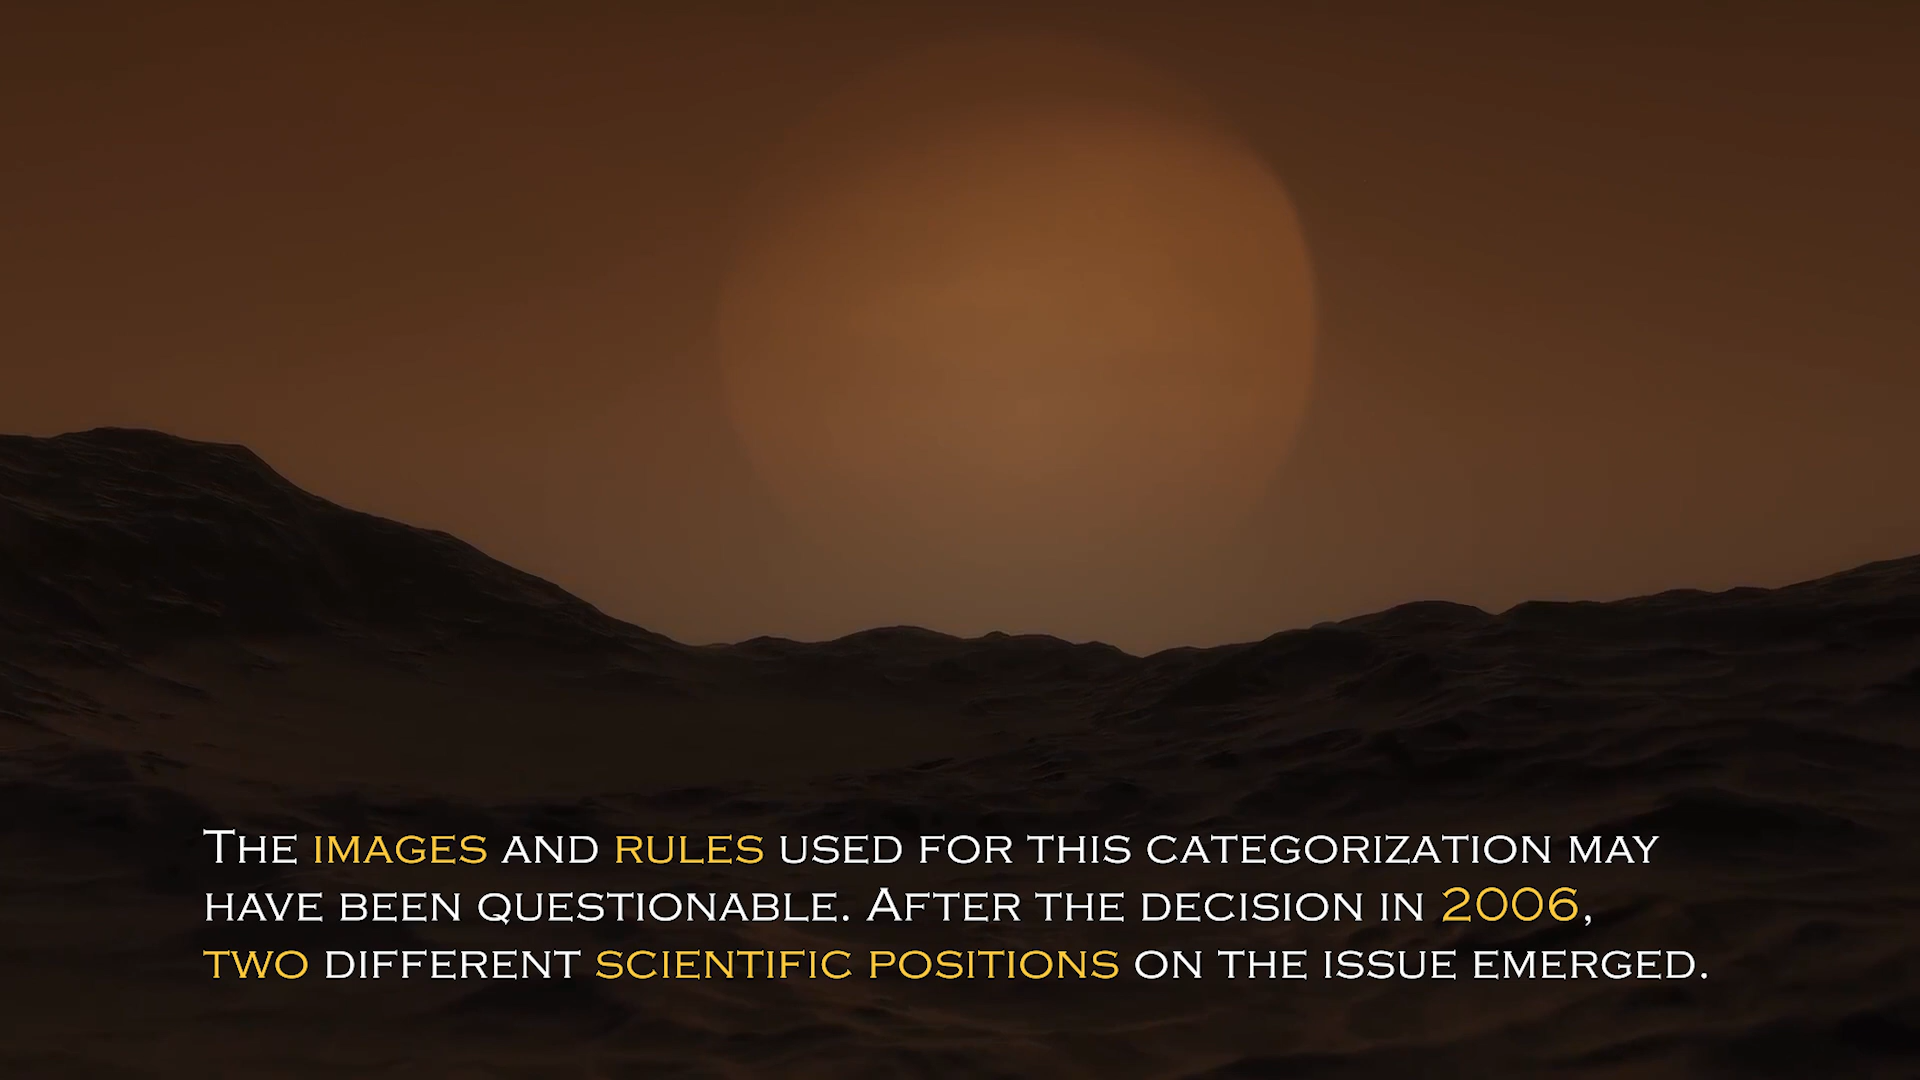 The images and rules used for this categorization may
have been questionable. After the decision in 2006,
two different scientific positions on the issue emerged.